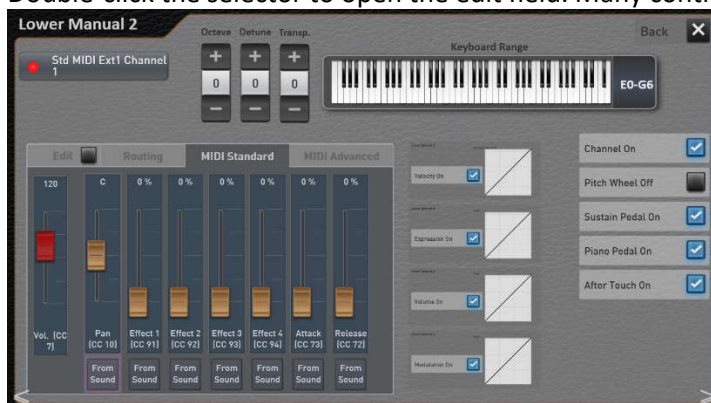 Double-click the selector to open the edit field. Many cont
Lower Manual 2
Octave Detune Transp.
Back
Keyboard Range
Std MIDI Ext1 Channel
1
+ + +
0 0 0
- - -
E0-G6
Edit Routing MIDI Standard MIDI Advanced
120 C 0 % 0 % 0 % 0 % 0 % 0 %
Vol. (CC
7)
Pan
(CC 10)
Effect 1
(CC 91)
Effect 2
(CC 92)
Effect 3
(CC 93)
Effect 4
(CC 94)
Attack
(CC 73)
Release
(CC 72)
From
Sound
From
Sound
From
Sound
From
Sound
From
Sound
From
Sound
From
Sound
Velocity On
Expression On
Volume On
Modulation On
Channel On
Pitch Wheel Off
Sustain Pedal On
Piano Pedal On
After Touch On